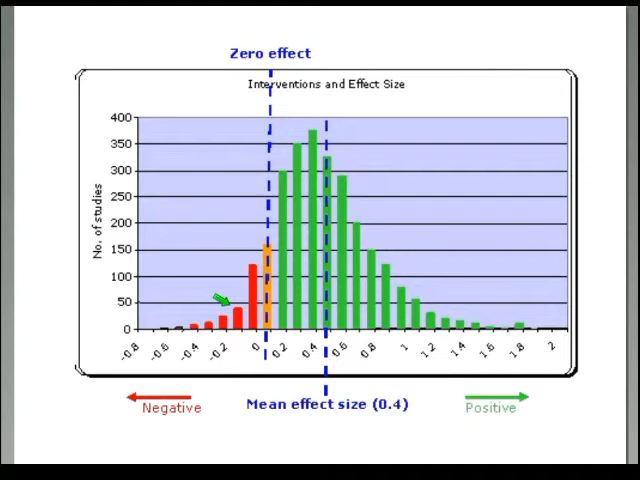 Zero effect
Interventions and Effect Size
No. of studies
400
350
300
250
200
150
100
50
0
-0.8 -0.6 -0.4 -0.2 0 0.2 0.4 0.6 0.8 1 1.2 1.4 1.6 1.8 2
Negative
Mean effect size (0.4)
Positive